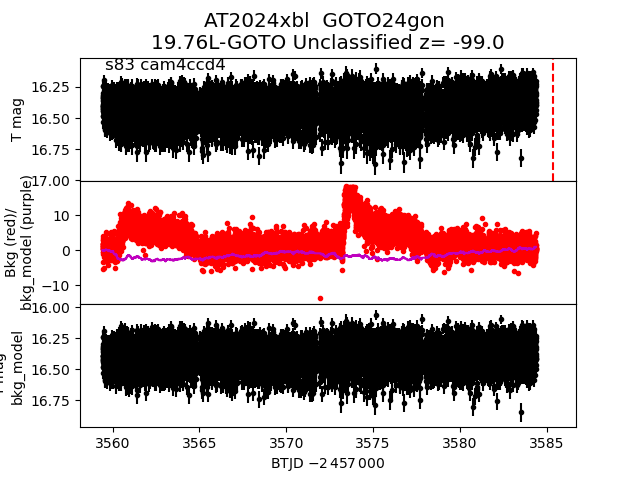 AT2024xbl  GOTO24gon
19.76L-GOTO Unclassified z= -99.0
s83 cam4ccd4
T mag
16.25
16.50
16.75
17.00
Bkg (red)/
bkg_model (purple)
10
0
−10
bkg_model
16.00
16.25
16.50
16.75
3560
3565
3570
3575
3580
3585
BTJD −2 457 000